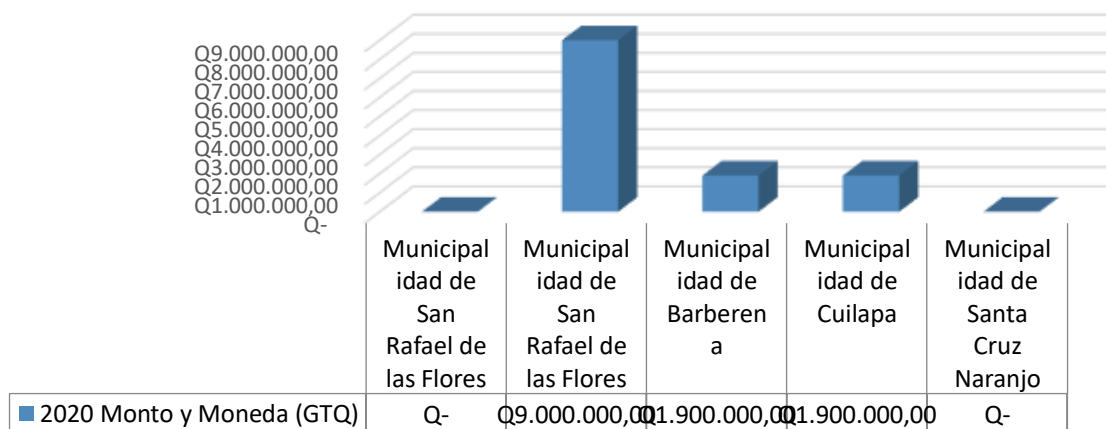 Q9.000.000,00
Q8.000.000,00
Q7.000.000,00
Q6.000.000,00
Q5.000.000,00
Q4.000.000,00
Q3.000.000,00
Q2.000.000,00
Q1.000.000,00
Q-
Municipal
idad de
San
Rafael de
las Flores
Municipal
idad de
San
Rafael de
las Flores
Municipal
idad de
Barberen
a
Municipal
idad de
Cuilapa
Municipal
idad de
Santa
Cruz
Naranjo
2020 Monto y Moneda (GTQ) Q- Q9.000.000,00 Q1.900.000,00 Q1.900.000,00 Q-